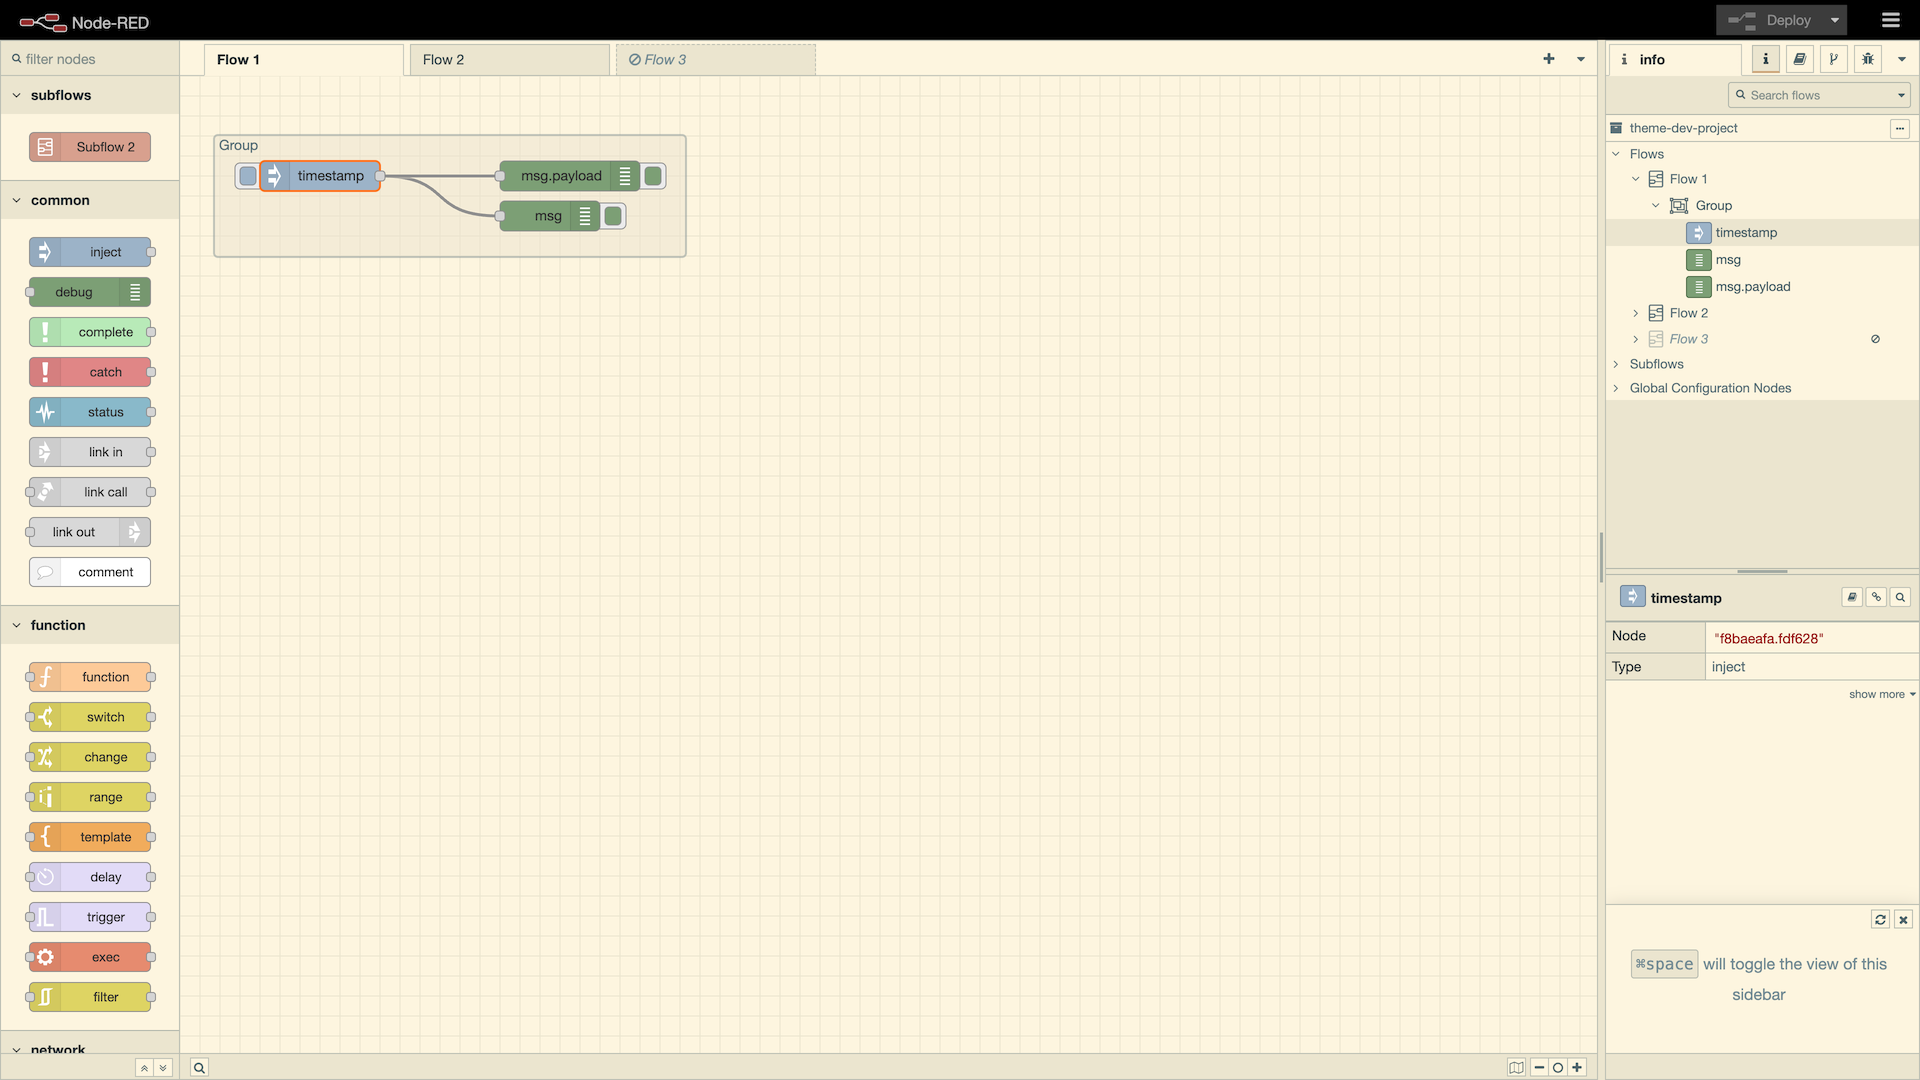 Node-RED
Deploy
filter nodes
Flow 1
Flow 2
Flow 3
info
Search flows
subflows
Subflow 2
common
inject
debug
complete
catch
status
link in
link call
link out
comment
function
function
switch
change
range
template
delay
trigger
exec
filter
network
Group
timestamp
msg.payload
msg
theme-dev-project
Flows
Flow 1
Group
timestamp
msg
msg.payload
Flow 2
Flow 3
Subflows
Global Configuration Nodes
timestamp
Node "f8baeafa.fdf628"
Type inject
show more
⌘space will toggle the view of this
sidebar